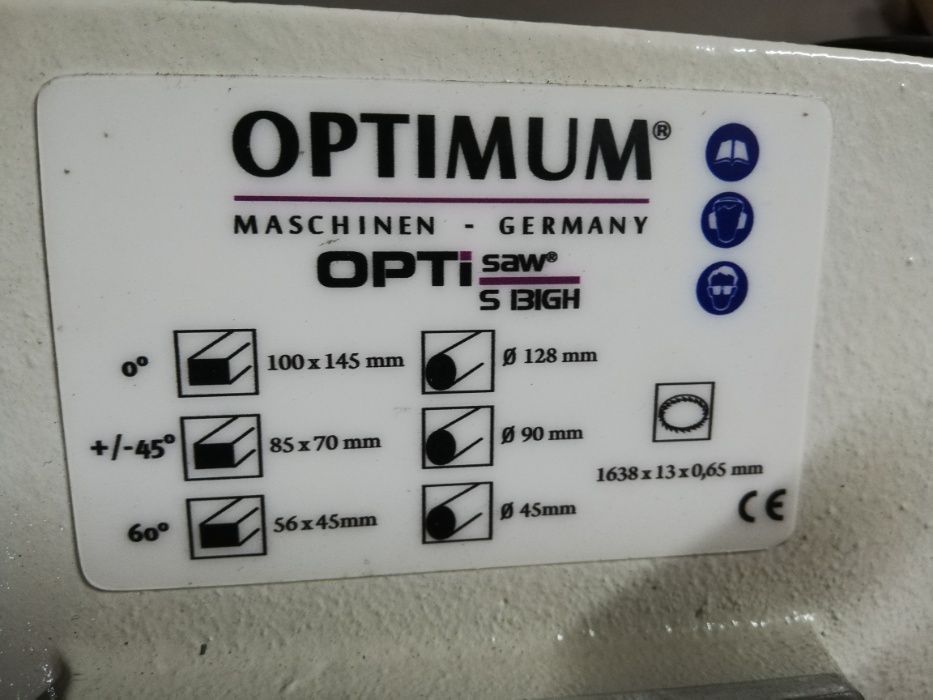 OPTIMUM®
MASCHINEN - GERMANY
OPTi saw®
S 131GH
0° 100 x 145 mm Ø 128 mm
+/-45° 85 x 70 mm Ø 90 mm
60° 56 x 45mm Ø 45mm
1638 x 13 x 0,65 mm
CE